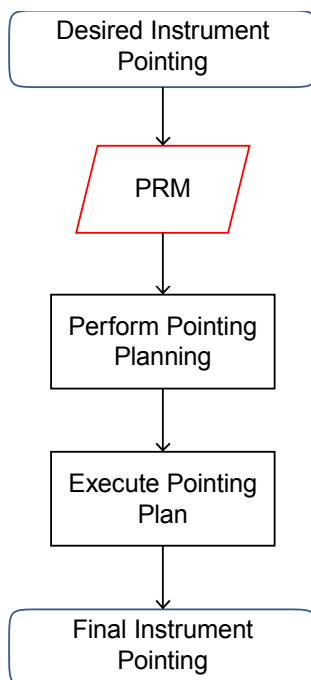 Desired Instrument
Pointing
PRM
Perform Pointing
Planning
Execute Pointing
Plan
Final Instrument
Pointing